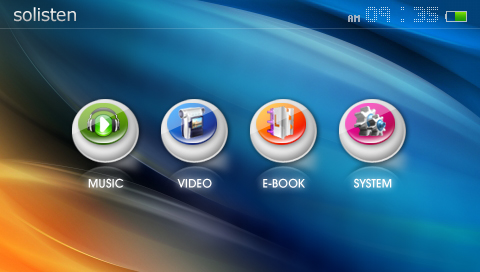 solisten
AM 09 : 35
MUSIC VIDEO E-BOOK SYSTEM